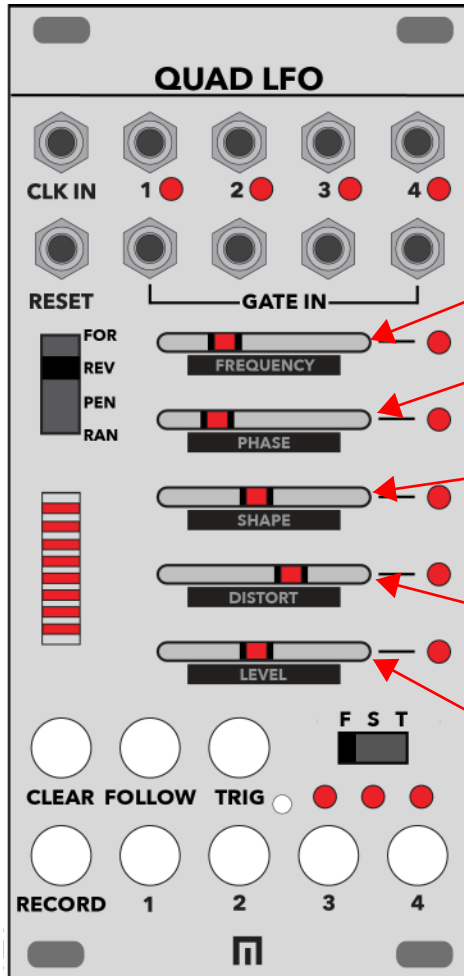 QUAD LFO
CLK IN 1 2 3 4
RESET GATE IN
FOR
REV
PEN
RAN
FREQUENCY
PHASE
SHAPE
DISTORT
LEVEL
F S T
CLEAR FOLLOW TRIG
RECORD 1 2 3 4